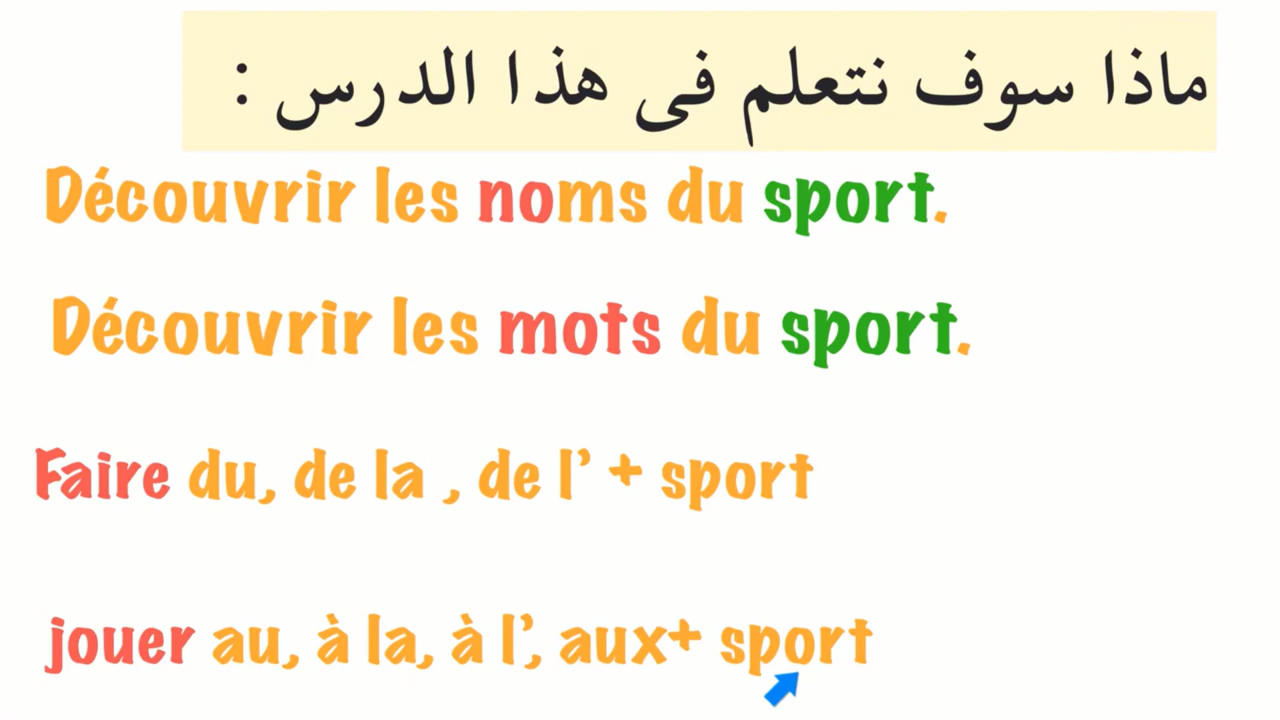 ماذا سوف نتعلم فى هذا الدرس :
Découvrir les noms du sport.
Découvrir les mots du sport.
Faire du, de la , de l’ + sport
jouer au, à la, à l’, aux+ sport